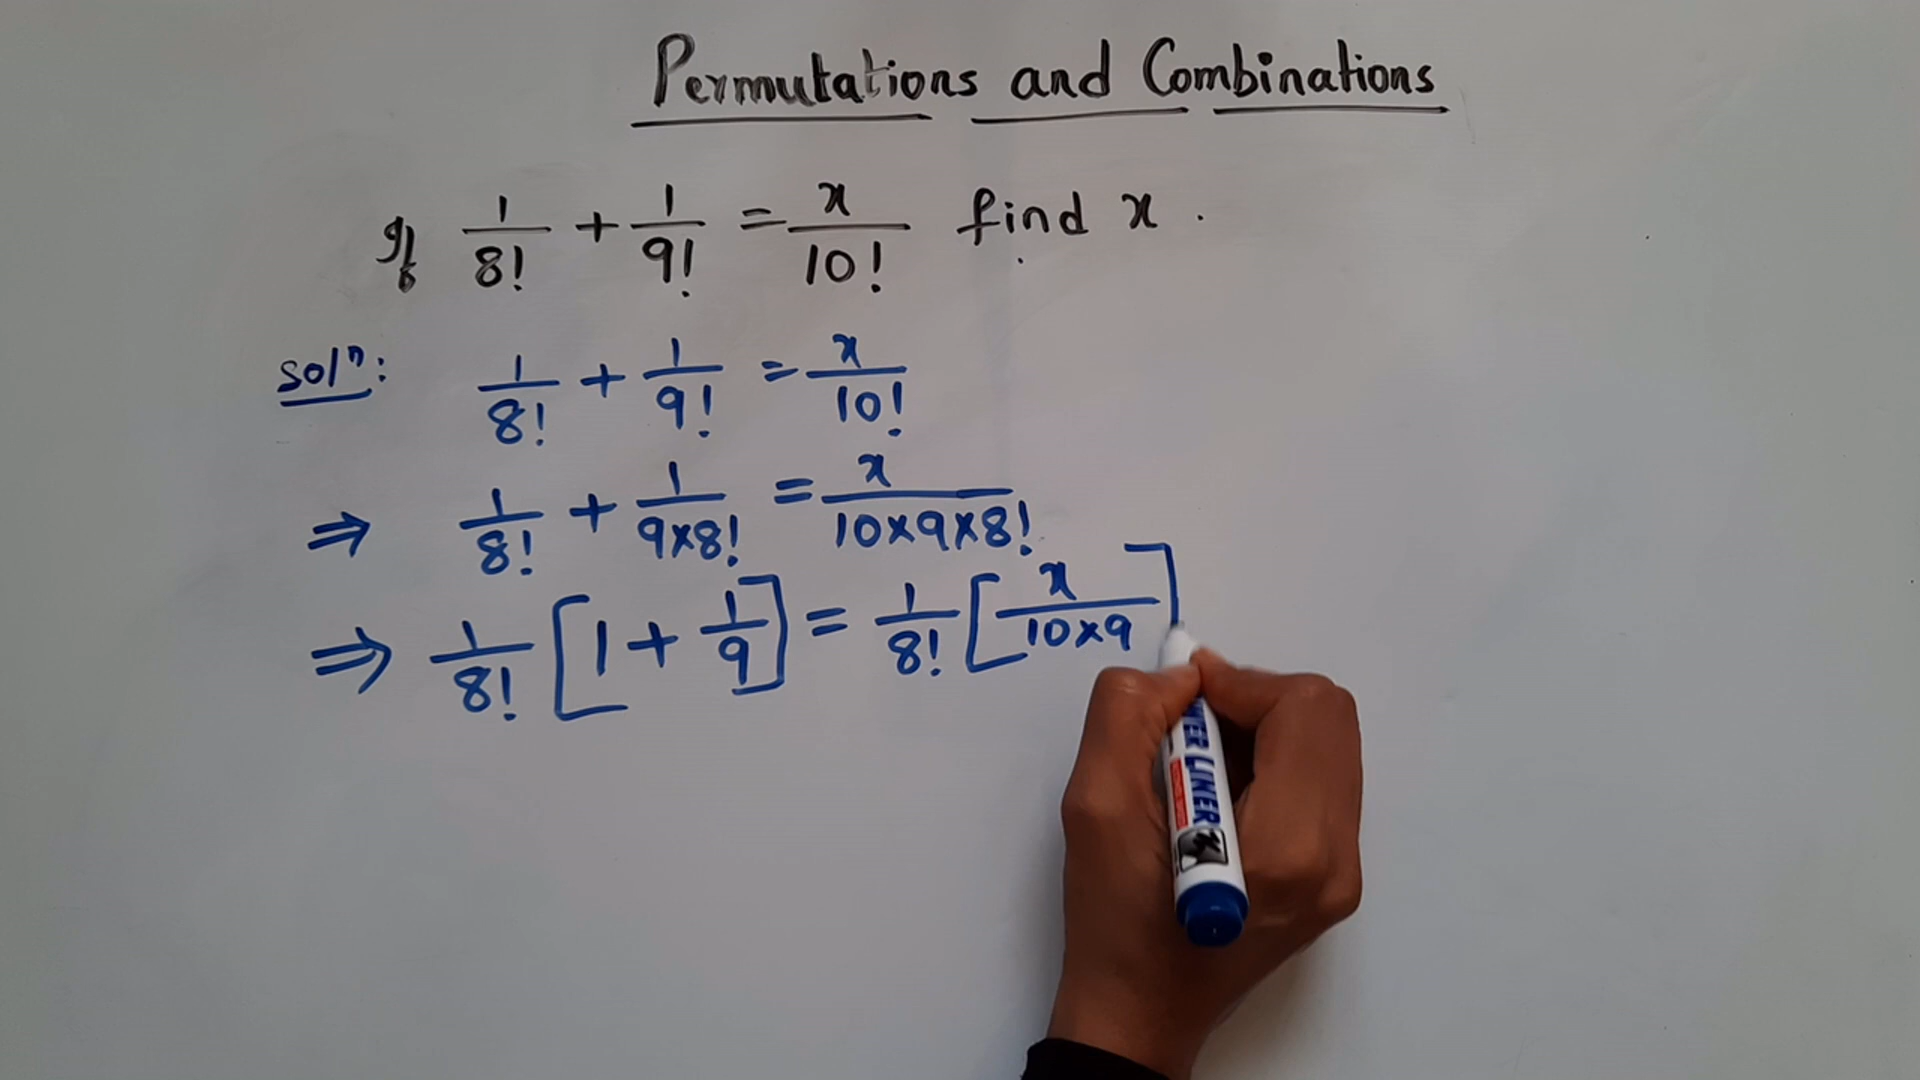 Permutations and Combinations
If 1/8! + 1/9! = x/10! find x.
Solⁿ: 1/8! + 1/9! = x/10!
⇒ 1/8! + 1/9×8! = x/10×9×8!
⇒ 1/8! [1 + 1/9] = 1/8! [x/10×9]
LINER